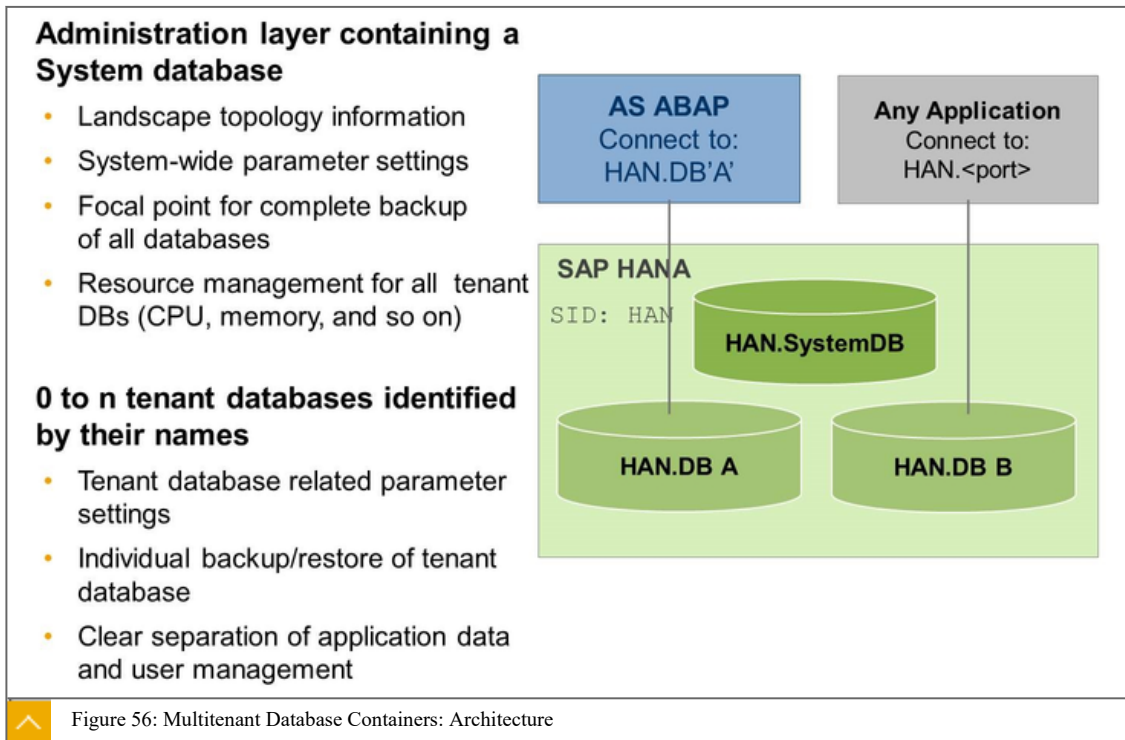 Administration layer containing a
System database
• Landscape topology information
• System-wide parameter settings
• Focal point for complete backup
of all databases
• Resource management for all tenant
DBs (CPU, memory, and so on)
0 to n tenant databases identified
by their names
• Tenant database related parameter
settings
• Individual backup/restore of tenant
database
• Clear separation of application data
and user management
AS ABAP
Connect to:
HAN.DB'A'
Any Application
Connect to:
HAN.<port>
SAP HANA
SID: HAN
HAN.SystemDB
HAN.DB A
HAN.DB B
Figure 56: Multitenant Database Containers: Architecture